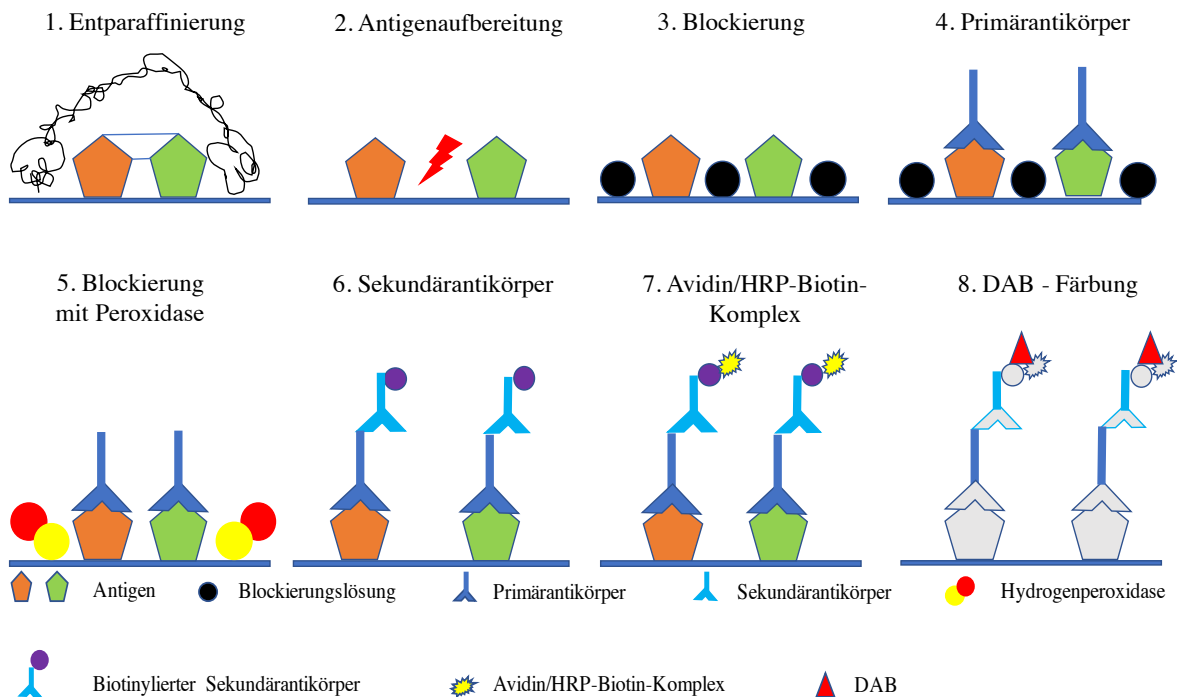 1. Entparaffinierung
2. Antigenaufbereitung
3. Blockierung
4. Primärantikörper
5. Blockierung
mit Peroxidase
6. Sekundärantikörper
7. Avidin/HRP-Biotin-
Komplex
8. DAB - Färbung
Antigen
Blockierungslösung
Primärantikörper
Sekundärantikörper
Hydrogenperoxidase
Biotinylierter Sekundärantikörper
Avidin/HRP-Biotin-Komplex
DAB